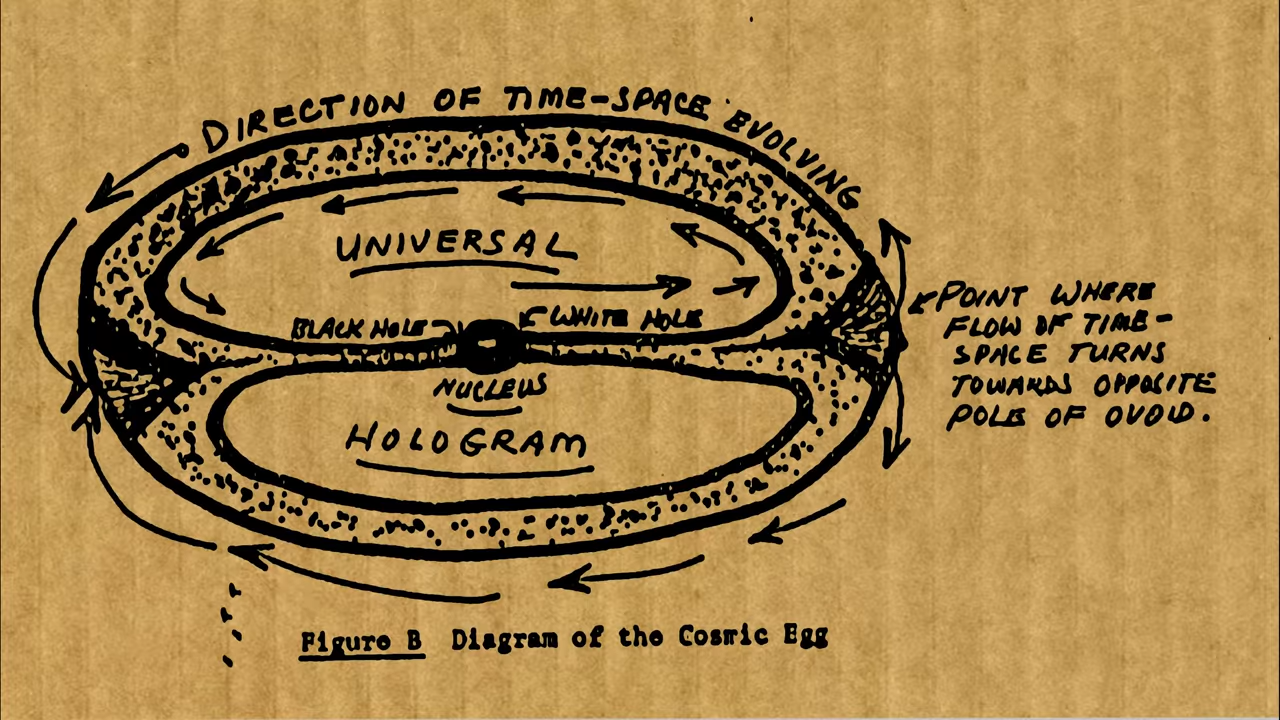 DIRECTION OF TIME-SPACE EVOLVING
UNIVERSAL
BLACK HOLE
WHITE HOLE
NUCLEUS
HOLOGRAM
POINT WHERE
FLOW OF TIME-
SPACE TURNS
TOWARDS OPPOSITE
POLE OF OVOID.
Figure B Diagram of the Cosmic Egg